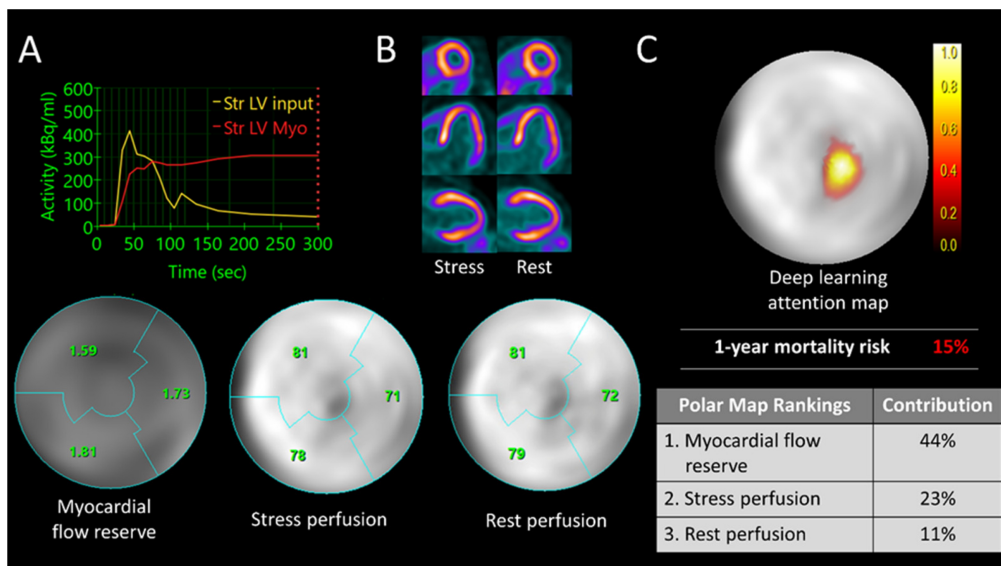 A
600
500
400
300
200
100
0
Activity (kBq/ml)
Str LV input
Str LV Myo
0 50 100 150 200 250 300
Time (sec)
B
Stress Rest
C
1.0
0.8
0.6
0.4
0.2
0.0
Deep learning
attention map
1-year mortality risk 15%
1.59
1.73
1.81
Myocardial
flow reserve
81
71
78
Stress perfusion
81
72
79
Rest perfusion
Polar Map Rankings Contribution
1. Myocardial flow 44%
reserve
2. Stress perfusion 23%
3. Rest perfusion 11%